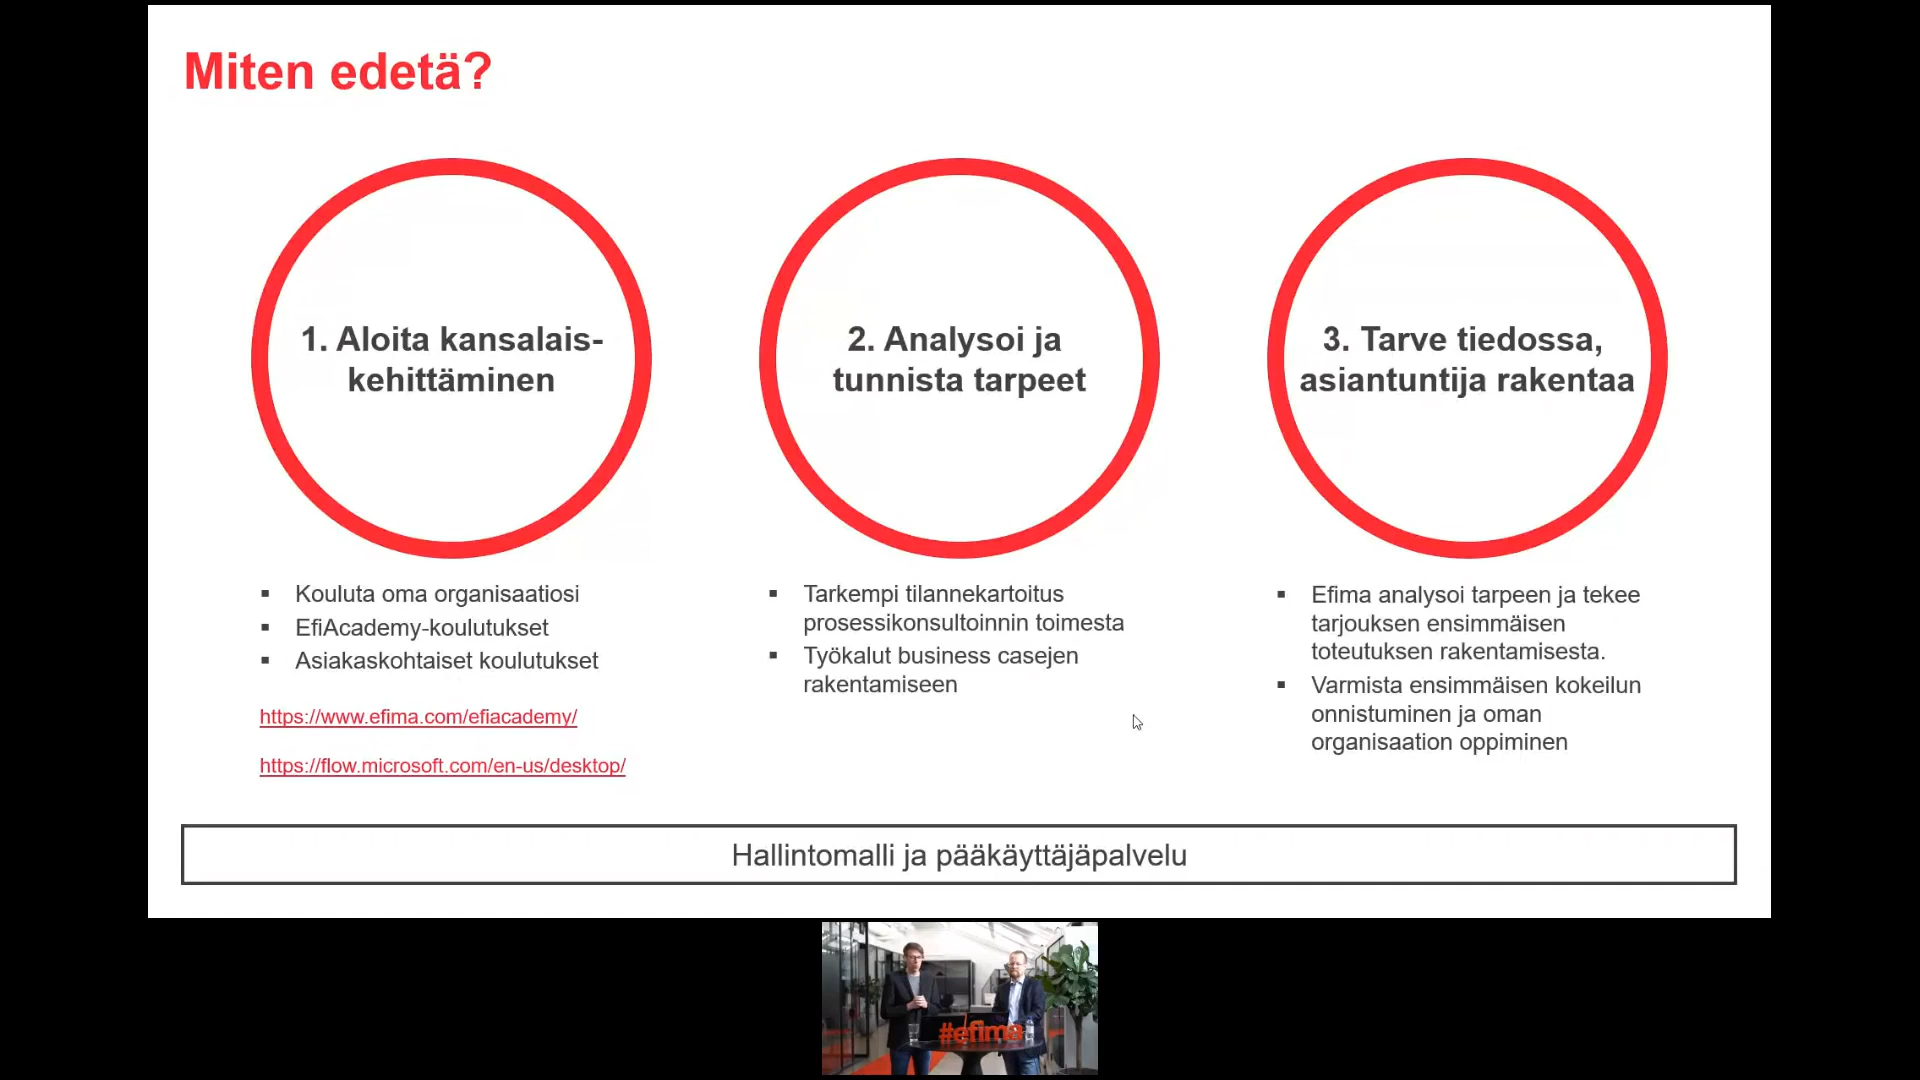 Miten edetä?
1. Aloita kansalais-
kehittäminen
2. Analysoi ja
tunnista tarpeet
3. Tarve tiedossa,
asiantuntija rakentaa
▪ Kouluta oma organisaatiosi
▪ EfiAcademy-koulutukset
▪ Asiakaskohtaiset koulutukset
https://www.efima.com/efiacademy/
https://flow.microsoft.com/en-us/desktop/
▪ Tarkempi tilannekartoitus
prosessikonsultoinnin toimesta
▪ Työkalut business casejen
rakentamiseen
▪ Efima analysoi tarpeen ja tekee
tarjouksen ensimmäisen
toteutuksen rakentamisesta.
▪ Varmista ensimmäisen kokeilun
onnistuminen ja oman
organisaation oppiminen
Hallintomalli ja pääkäyttäjäpalvelu
#efima